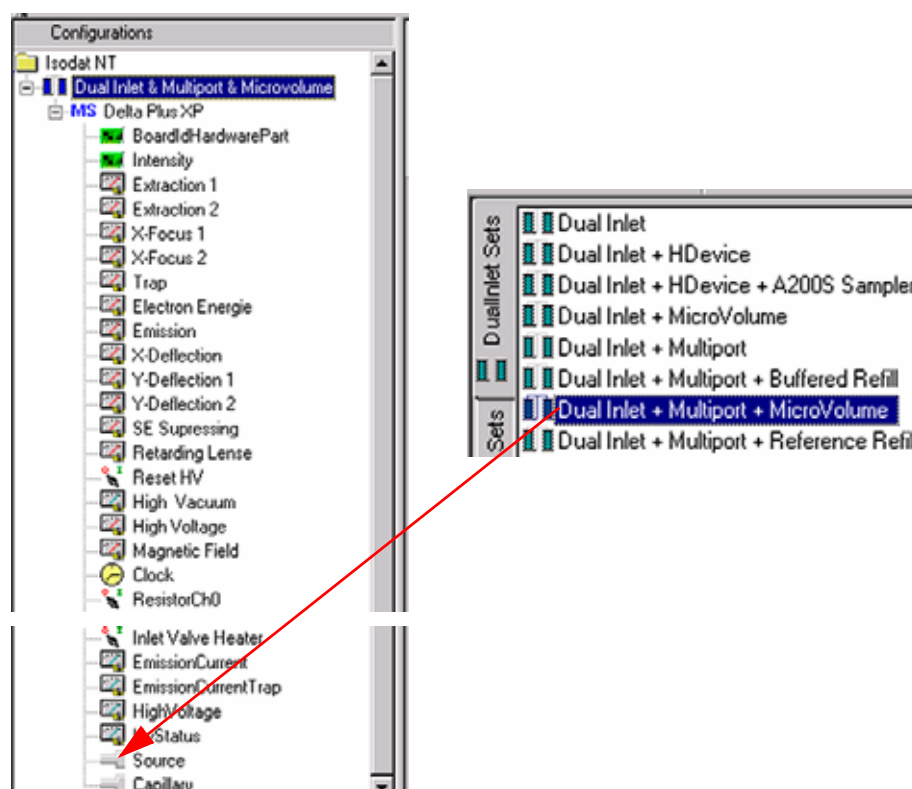 Configurations
Isodat NT
Dual Inlet & Multiport & Microvolume
MS Delta Plus XP
BoardIdHardwarePart
Intensity
Extraction 1
Extraction 2
X-Focus 1
X-Focus 2
Trap
Electron Energie
Emission
X-Deflection
Y-Deflection 1
Y-Deflection 2
SE Supressing
Retarding Lense
Reset HV
High Vacuum
High Voltage
Magnetic Field
Clock
ResistorCh0
Inlet Valve Heater
EmissionCurrent
EmissionCurrentTrap
HighVoltage
Source
Capillary
DualInlet Sets
Sets
Dual Inlet
Dual Inlet + HDevice
Dual Inlet + HDevice + A200S Sampler
Dual Inlet + MicroVolume
Dual Inlet + Multiport
Dual Inlet + Multiport + Buffered Refill
Dual Inlet + Multiport + MicroVolume
Dual Inlet + Multiport + Reference Refill